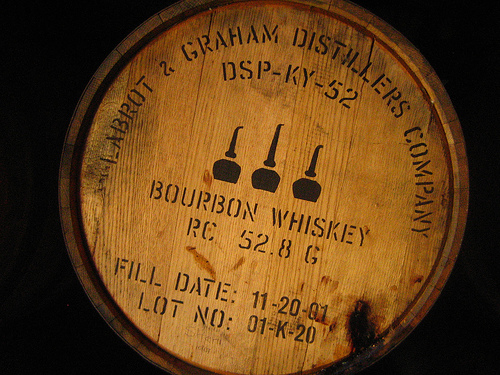 LABROT & GRAHAM DISTILLERS COMPANY
DSP-KY-52
BOURBON WHISKEY
RC 52.8 G
FILL DATE: 11-20-01
LOT NO: 01-K-20